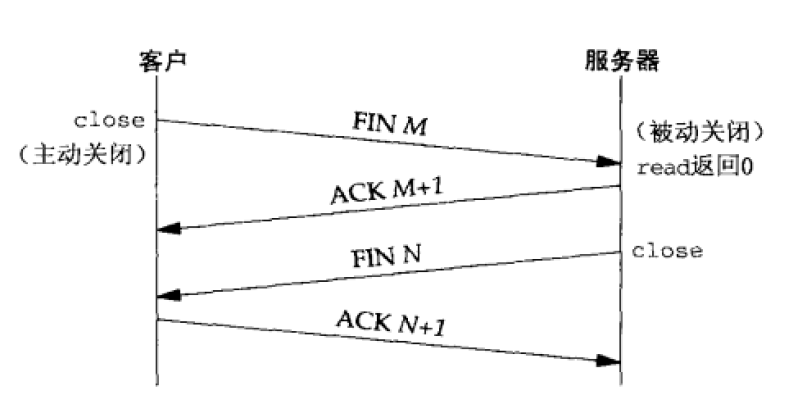 客户
服务器
close
（主动关闭）
FIN M
（被动关闭）
read返回0
ACK M+1
FIN N
close
ACK N+1